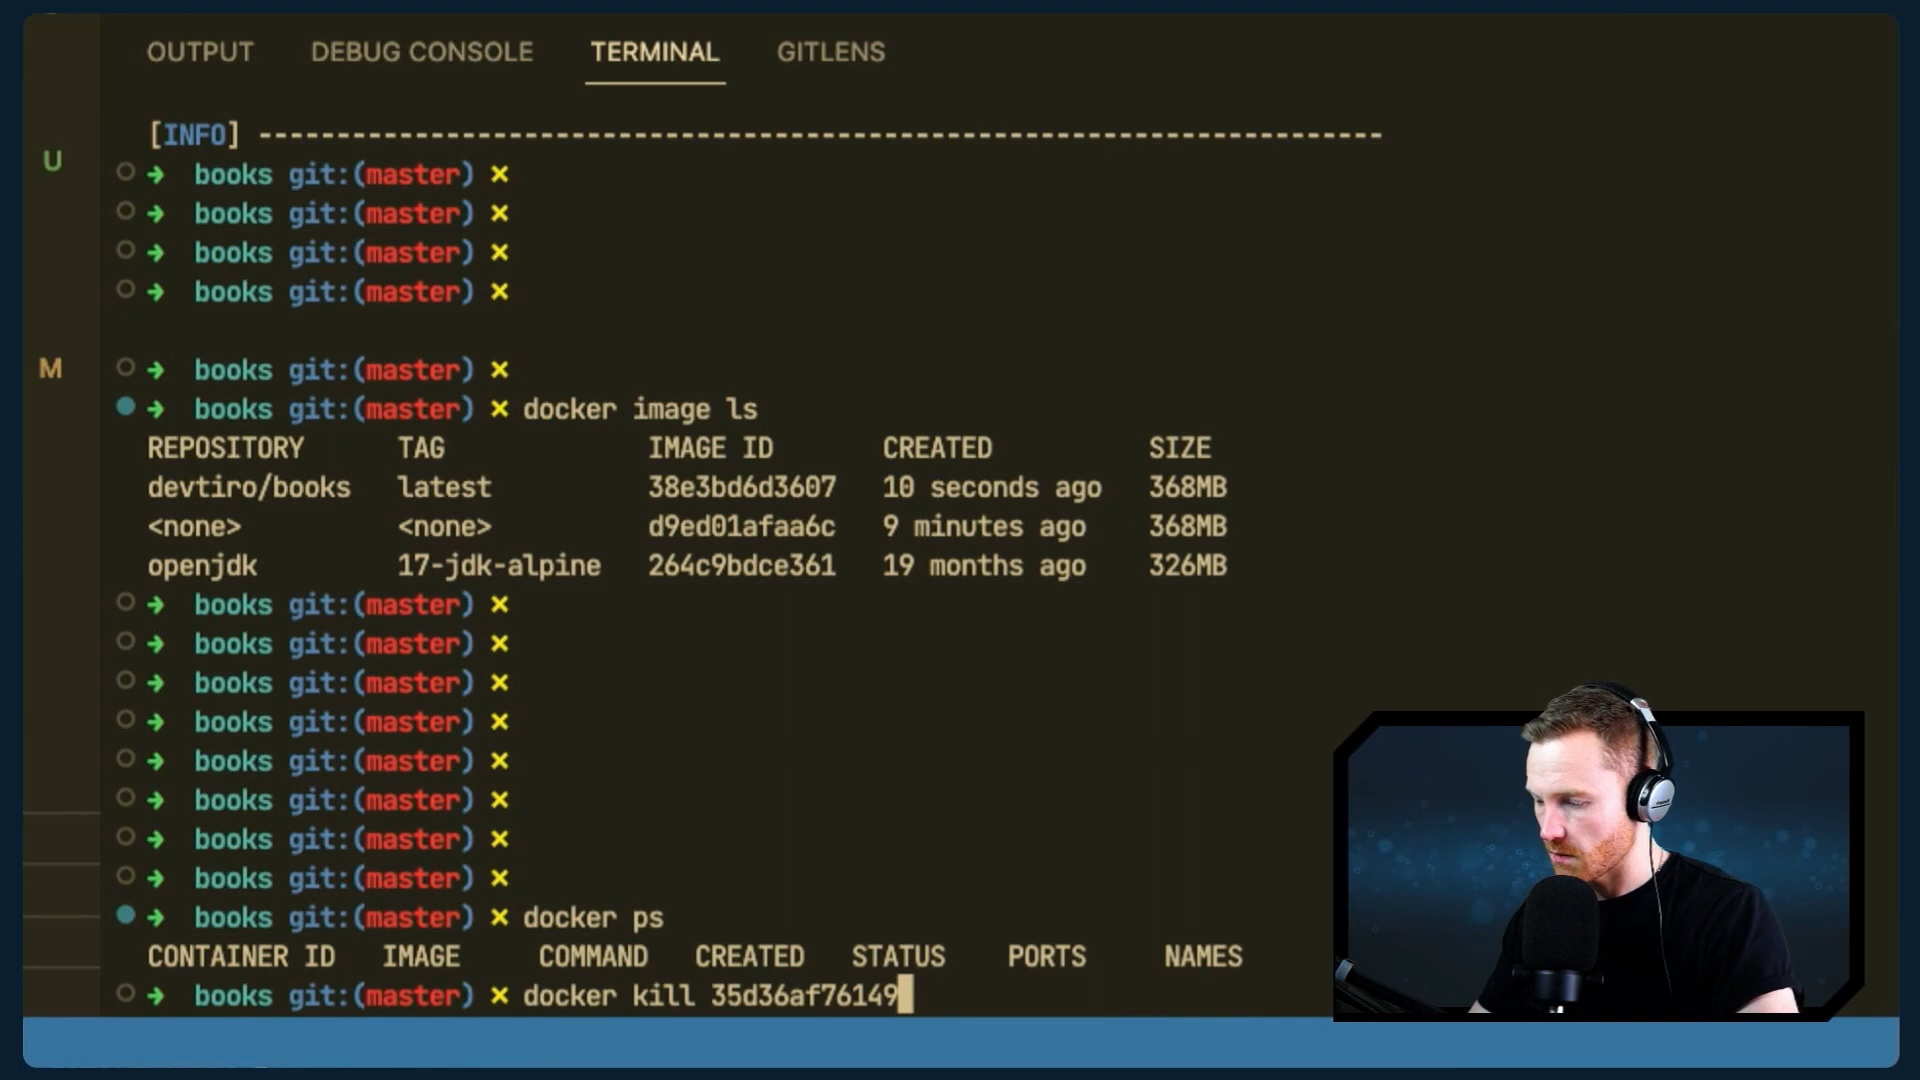 OUTPUT DEBUG CONSOLE TERMINAL GITLENS
[INFO] ------------------------------------------------------------------------
U
➜ books git:(master) ✗
➜ books git:(master) ✗
➜ books git:(master) ✗
➜ books git:(master) ✗
M
➜ books git:(master) ✗
➜ books git:(master) ✗ docker image ls
REPOSITORY TAG IMAGE ID CREATED SIZE
devtiro/books latest 38e3bd6d3607 10 seconds ago 368MB
<none> <none> d9ed01afaa6c 9 minutes ago 368MB
openjdk 17-jdk-alpine 264c9bdce361 19 months ago 326MB
➜ books git:(master) ✗
➜ books git:(master) ✗
➜ books git:(master) ✗
➜ books git:(master) ✗
➜ books git:(master) ✗
➜ books git:(master) ✗
➜ books git:(master) ✗
➜ books git:(master) ✗
➜ books git:(master) ✗ docker ps
CONTAINER ID IMAGE COMMAND CREATED STATUS PORTS NAMES
➜ books git:(master) ✗ docker kill 35d36af76149